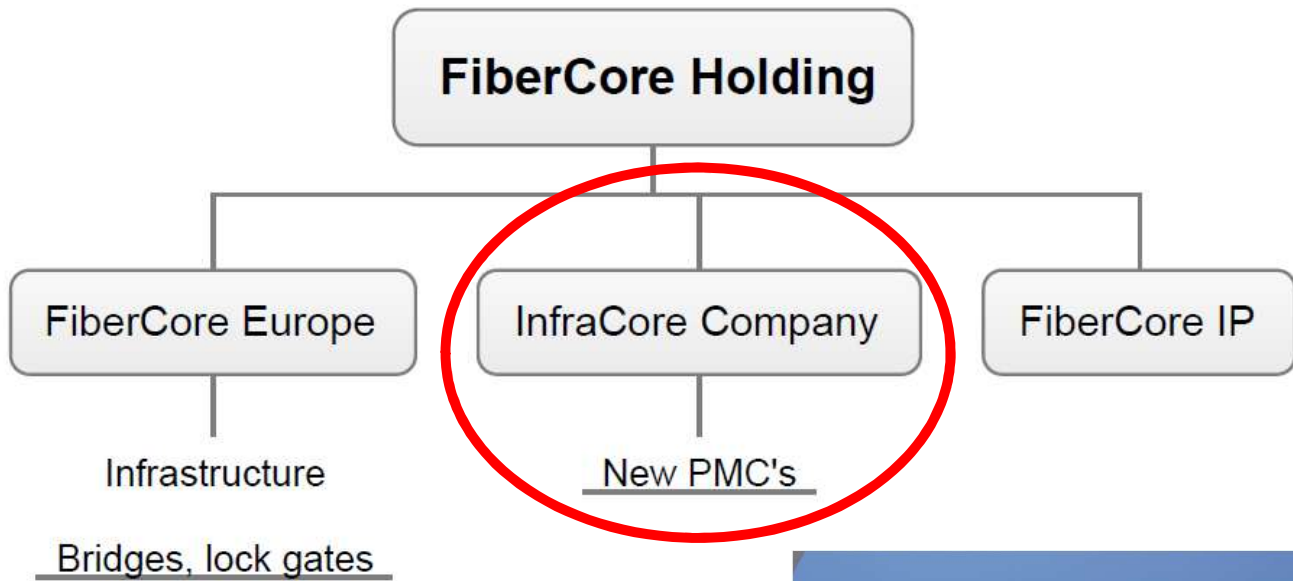 FiberCore Holding
FiberCore Europe
InfraCore Company
FiberCore IP
Infrastructure
New PMC's
Bridges, lock gates